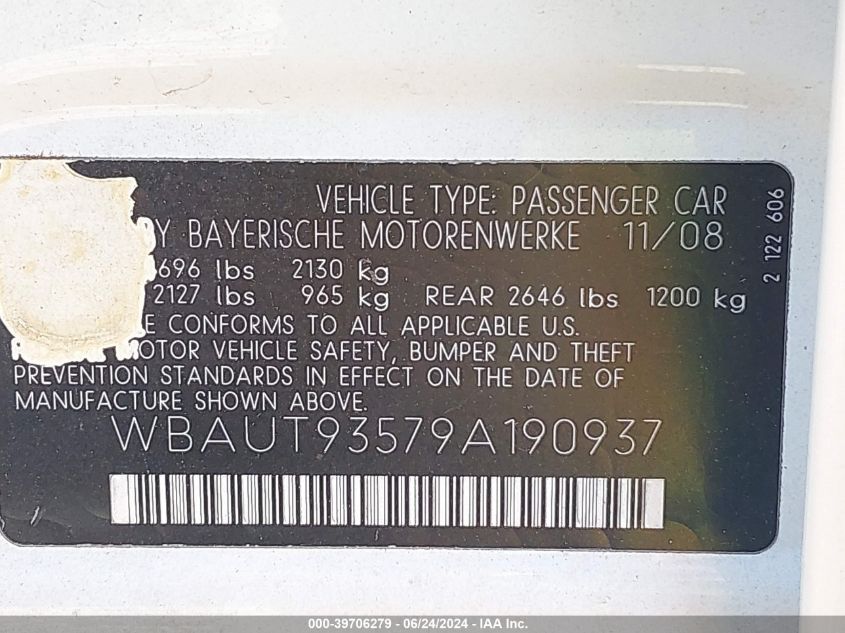 VEHICLE TYPE: PASSENGER CAR
BAYERISCHE MOTORENWERKE 11/08
696 lbs 2130 kg
2127 lbs 965 kg REAR 2646 lbs 1200 kg
E CONFORMS TO ALL APPLICABLE U.S.
MOTOR VEHICLE SAFETY, BUMPER AND THEFT
PREVENTION STANDARDS IN EFFECT ON THE DATE OF
MANUFACTURE SHOWN ABOVE.
WBAUT93579A190937
2 122 606
000-39706279 - 06/24/2024 - IAA Inc.